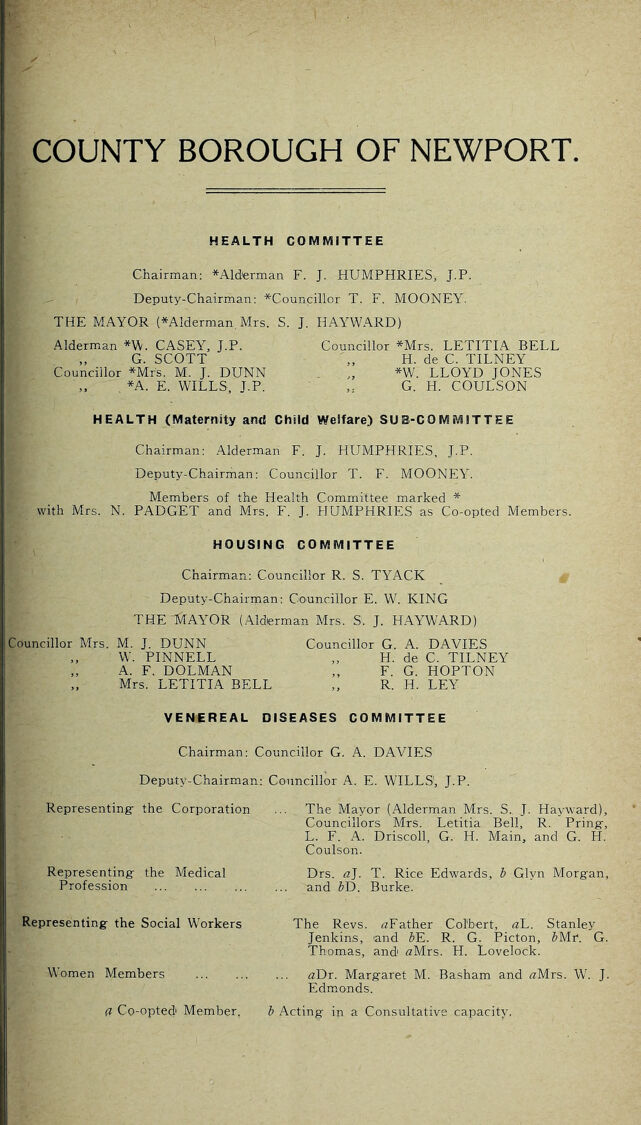 COUNTY BOROUGH OF NEWPORT.
HEALTH COMMITTEE
Chairman: *Alderman F. J. HUMPHRIES, J.P.
Deputy-Chairman: *Councillor T. F. MOONEY.
THE MAYOR (*Alderman Mrs. S. J. HAYWARD)
Alderman *W. CASEY, J.P. Councillor *Mrs. LETITIA BELL
,, G. SCOTT ,, H. de C. TILNEY
Councillor *Mrs. M. J. DUNN ,, *W. LLOYD JONES
,, *A. E. WILLS, J.P. ,, G. H. COULSON
HEALTH (Maternity and Child Welfare) SUB-COMMITTEE
Chairman: Alderman F. J. HUMPHRIES, J.P.
Deputy-Chairman: Councillor T. F. MOONEY.
Members of the Health Committee marked *
with Mrs. N. PADGET and Mrs. F. J. HUMPHRIES as Co-opted Members.
HOUSING COMMITTEE
Chairman: Councillor R. S. TYACK
Deputy-Chairman: Councillor E. W. KING
THE MAYOR (Alderman Mrs. S. J. HAYWARD)
Councillor Mrs. M. J. DUNN Councillor G. A. DAVIES
,, W. PINNELL ,, H. de C. TILNEY
,, A. F. DOLMAN ,, F. G. HOPTON
,, Mrs. LETITIA BELL ,, R. H. LEY
VENEREAL DISEASES COMMITTEE
Chairman: Councillor G. A. DAVIES
Deputy-Chairman: Councillor A. E. WILLS, J.P.
Representing the Corporation ... The Mayor (Alderman Mrs. S. J. Hayward),
Councillors Mrs. Letitia Bell, R. Pring,
L. F. A. Driscoll, G. H. Main, and G. H.
Coulson.
Representing the Medical Drs. aJ. T. Rice Edwards, b Glyn Morgan,
Profession ... ... ... ... and bD. Burke.
Representing the Social Workers The Revs. aFather Colbert, aL. Stanley
Jenkins, and bE. R. G. Picton, bMr. G.
Thomas, and aMrs. H. Lovelock.
Women Members ... ... ... aDr. Margaret M. Basham and aMrs. W. J.
Edmonds.
a Co-opted Member, b Acting in a Consultative capacity.